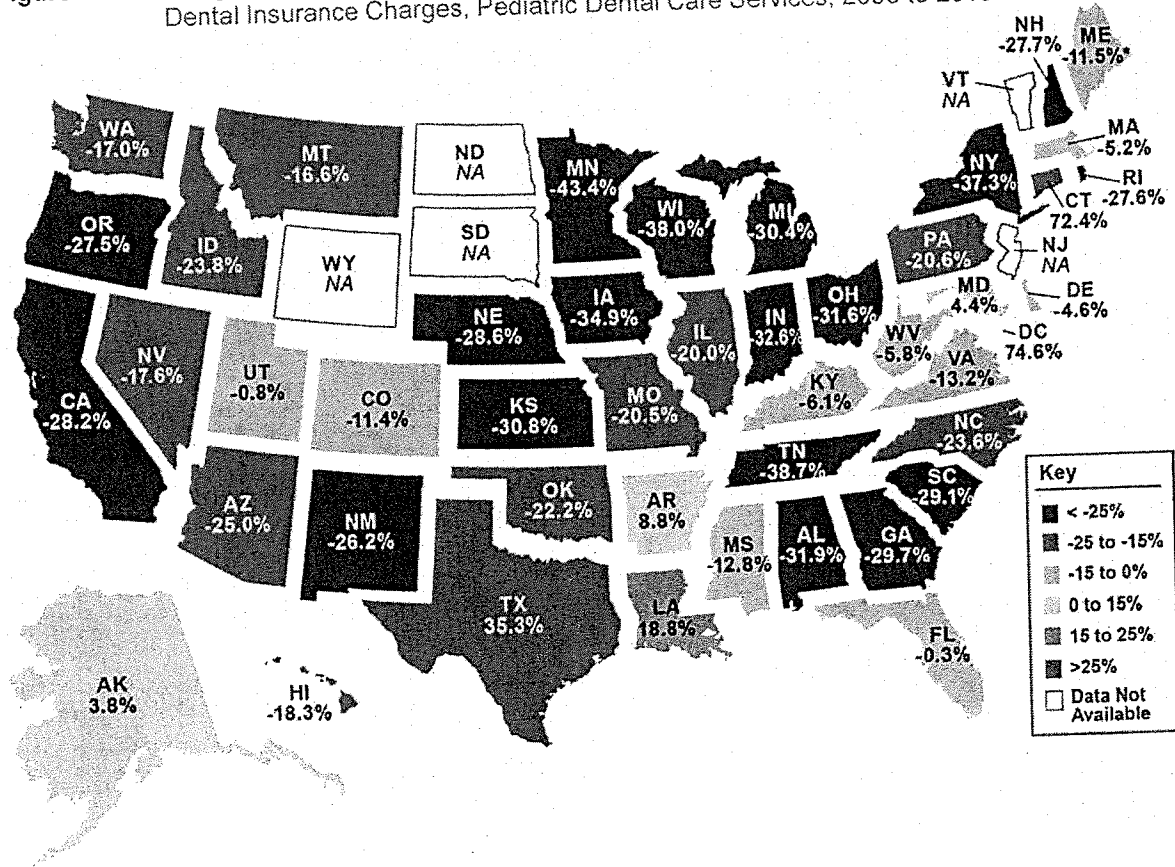 Dental Insurance Charges, Pediatric Dental Care Services,
NH
-27.7%
ME
-11.5%*
VT
NA
WA
-17.0%
MT
-16.6%
ND
NA
MN
-43.4%
MA
-5.2%
NY
-37.3%
RI
-27.6%
CT
72.4%
OR
-27.5%
ID
-23.8%
WY
NA
SD
NA
WI
-38.0%
MI
-30.4%
PA
-20.6%
NJ
NA
MD
4.4%
DE
-4.6%
DC
74.6%
NE
-28.6%
IA
-34.9%
IL
-20.0%
IN
-32.6%
OH
-31.6%
WV
-5.8%
VA
-13.2%
NV
-17.6%
UT
-0.8%
CO
-11.4%
CA
-28.2%
KS
-30.8%
MO
-20.5%
KY
-6.1%
NC
-23.6%
TN
-38.7%
SC
-29.1%
AZ
-25.0%
NM
-26.2%
OK
-22.2%
AR
8.8%
MS
-12.8%
AL
-31.9%
GA
-29.7%
TX
35.3%
LA
18.8%
FL
-0.3%
AK
3.8%
HI
-18.3%
Key
< -25%
-25 to -15%
-15 to 0%
0 to 15%
15 to 25%
>25%
Data Not
Available